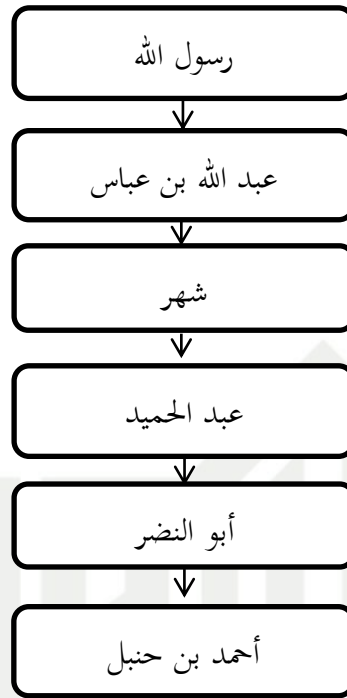 رسول الله
عبد الله بن عباس
شهر
عبد الحميد
أبو النضر
أحمد بن حنبل